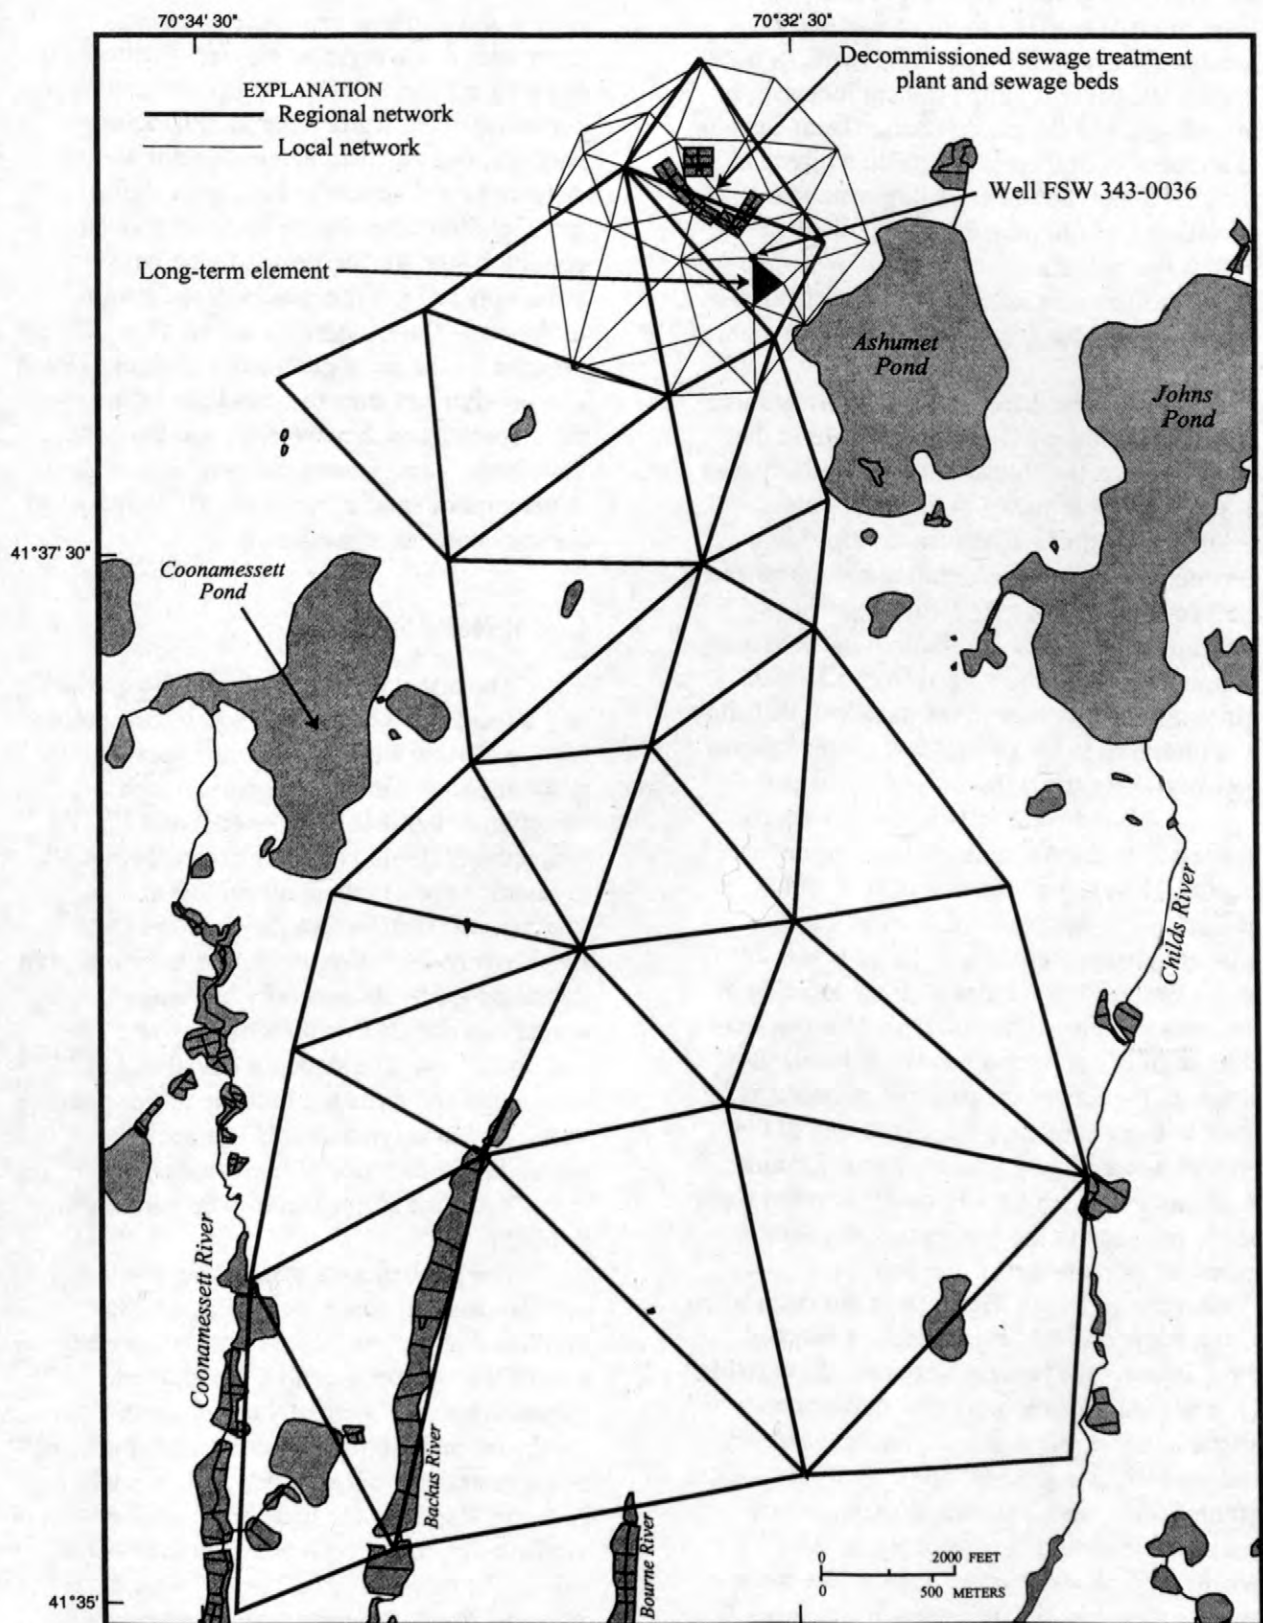 70°34' 30"
70°32' 30"
Decommissioned sewage treatment
plant and sewage beds
EXPLANATION
Regional network
Local network
Well FSW 343-0036
Long-term element
Ashumet
Pond
Johns
Pond
41°37' 30"
Coonamessett
Pond
Childs River
Coonamessett River
Backus River
Bourne River
0 2000 FEET
0 500 METERS
41°35'